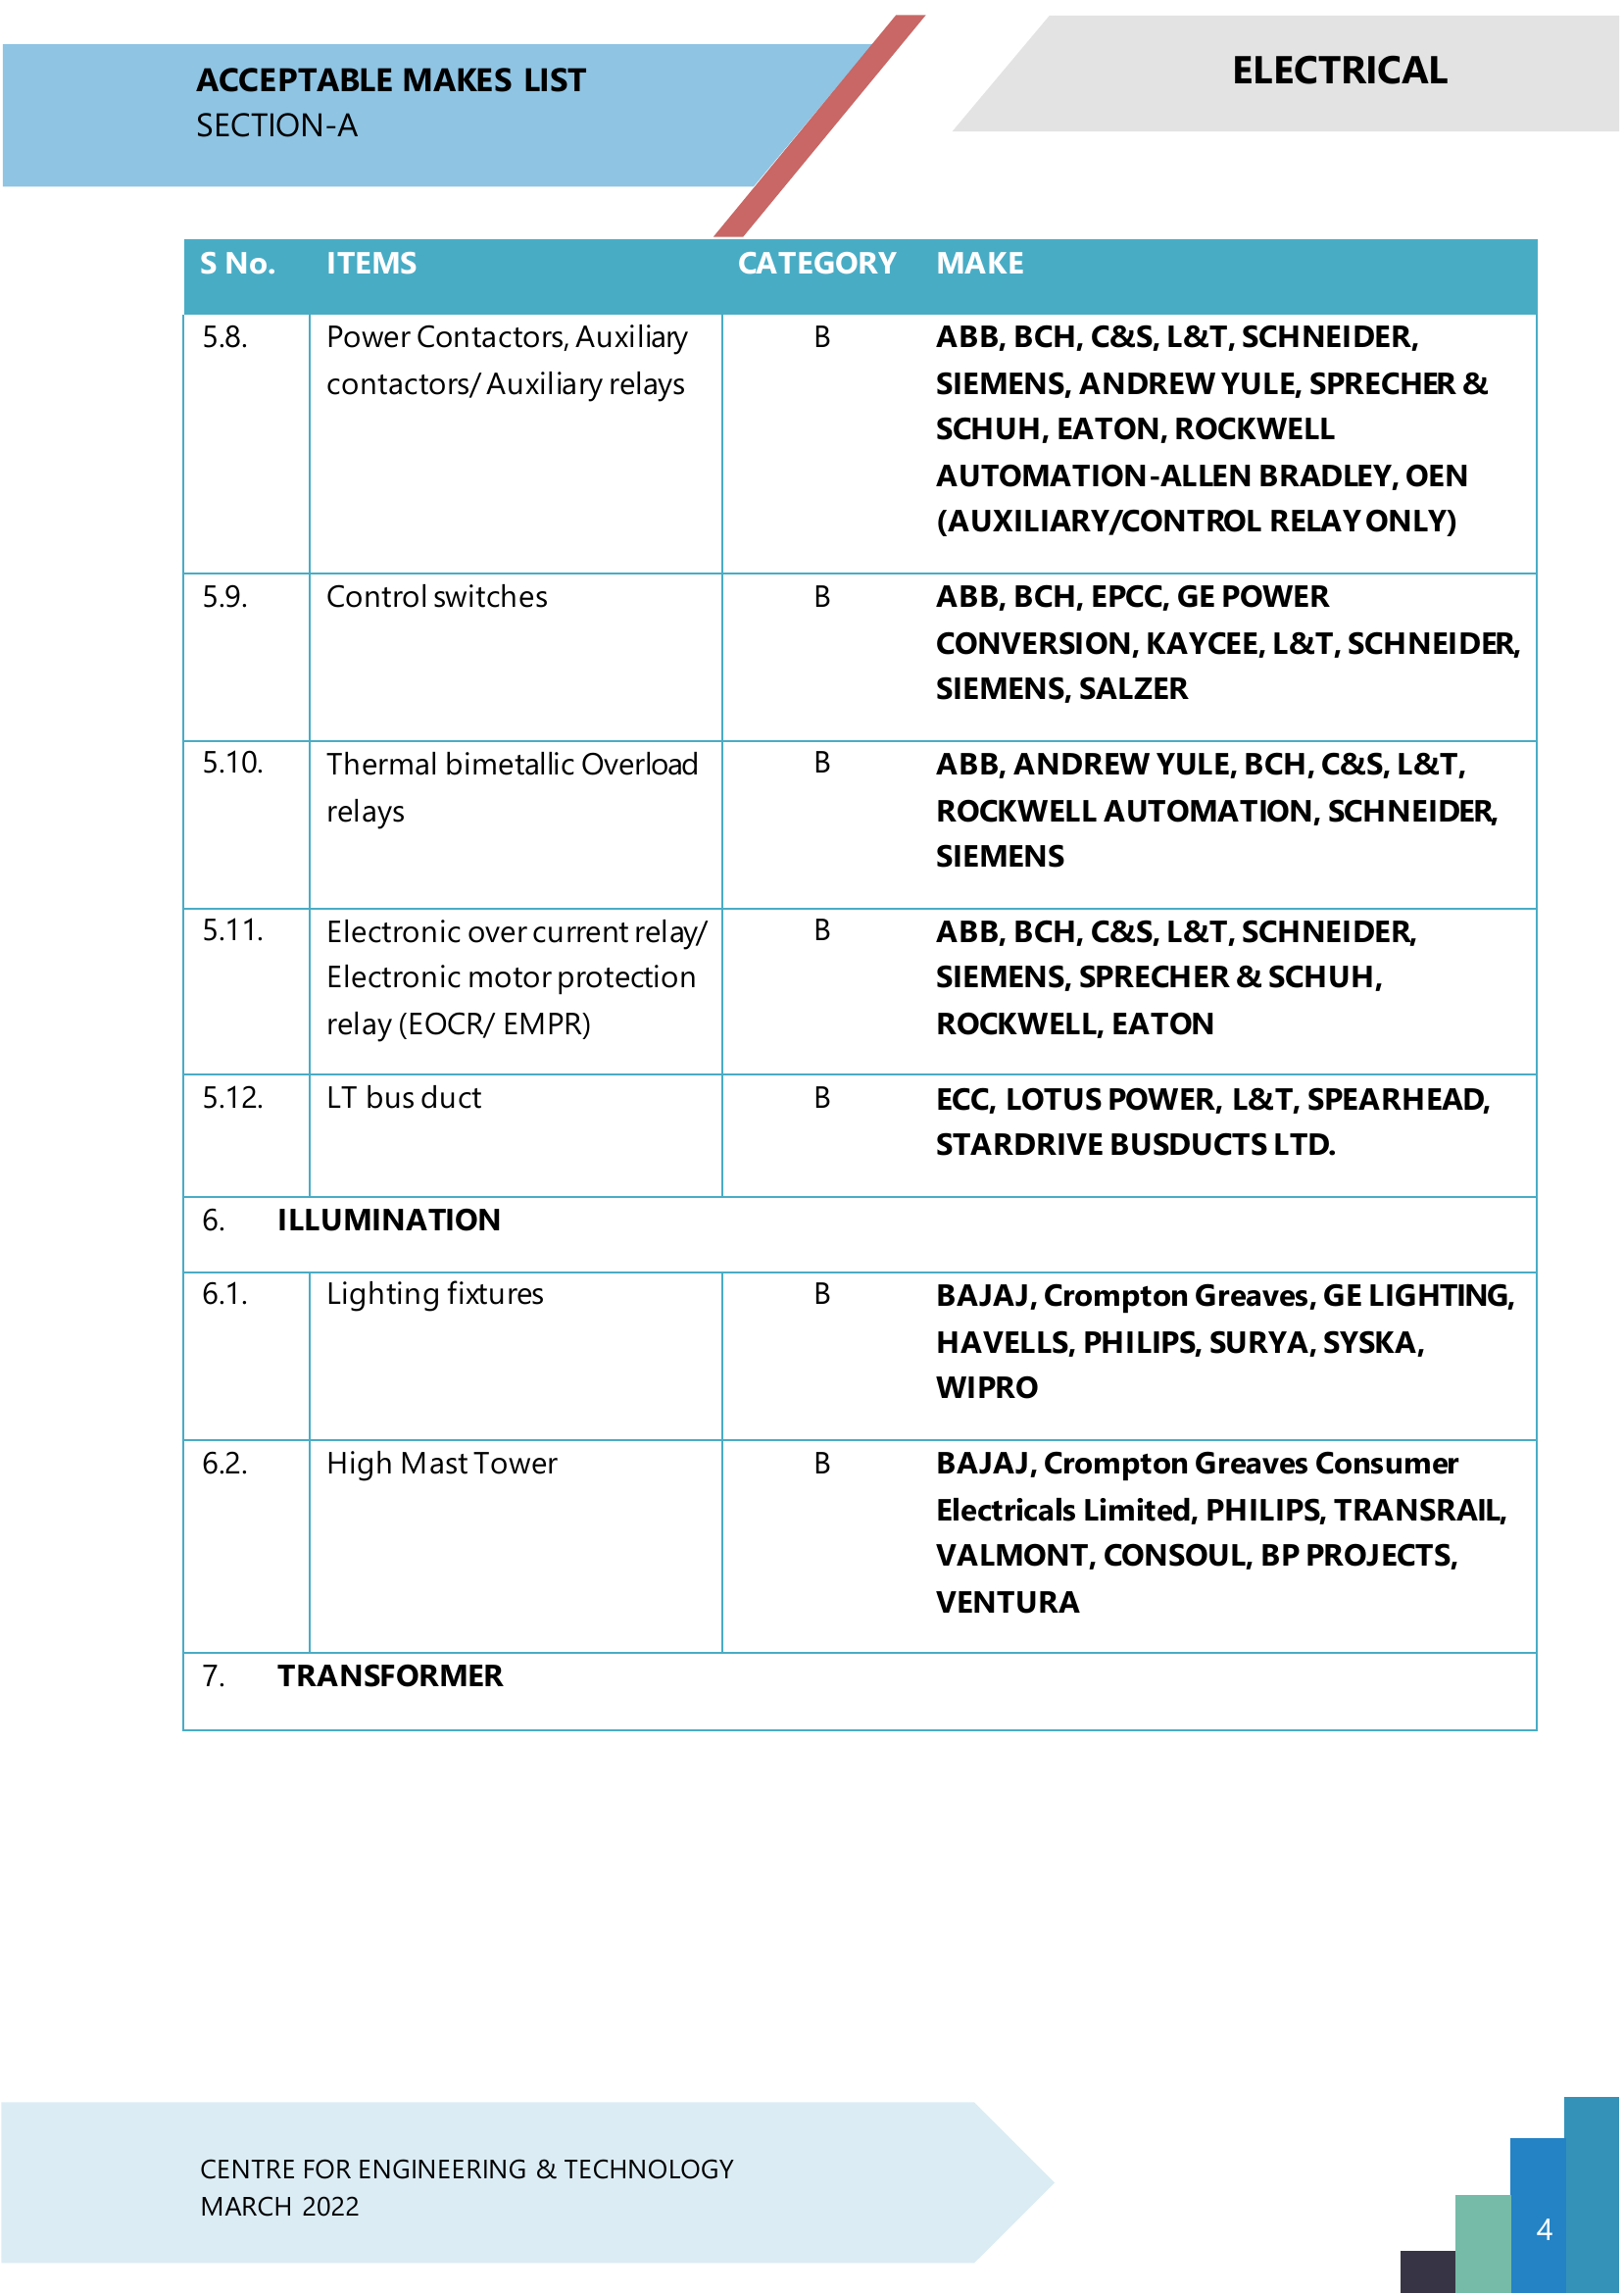 ACCEPTABLE MAKES LIST
SECTION-A
ELECTRICAL
S No. ITEMS CATEGORY MAKE
5.8. Power Contactors, Auxiliary B ABB, BCH, C&S, L&T, SCHNEIDER,
contactors/ Auxiliary relays SIEMENS, ANDREW YULE, SPRECHER &
SCHUH, EATON, ROCKWELL
AUTOMATION-ALLEN BRADLEY, OEN
(AUXILIARY/CONTROL RELAY ONLY)
5.9. Control switches B ABB, BCH, EPCC, GE POWER
CONVERSION, KAYCEE, L&T, SCHNEIDER,
SIEMENS, SALZER
5.10. Thermal bimetallic Overload B ABB, ANDREW YULE, BCH, C&S, L&T,
relays ROCKWELL AUTOMATION, SCHNEIDER,
SIEMENS
5.11. Electronic over current relay/ B ABB, BCH, C&S, L&T, SCHNEIDER,
Electronic motor protection SIEMENS, SPRECHER & SCHUH,
relay (EOCR/ EMPR) ROCKWELL, EATON
5.12. LT bus duct B ECC, LOTUS POWER, L&T, SPEARHEAD,
STARDRIVE BUSDUCTS LTD.
6. ILLUMINATION
6.1. Lighting fixtures B BAJAJ, Crompton Greaves, GE LIGHTING,
HAVELLS, PHILIPS, SURYA, SYSKA,
WIPRO
6.2. High Mast Tower B BAJAJ, Crompton Greaves Consumer
Electricals Limited, PHILIPS, TRANSRAIL,
VALMONT, CONSOUL, BP PROJECTS,
VENTURA
7. TRANSFORMER
CENTRE FOR ENGINEERING & TECHNOLOGY
MARCH 2022
4